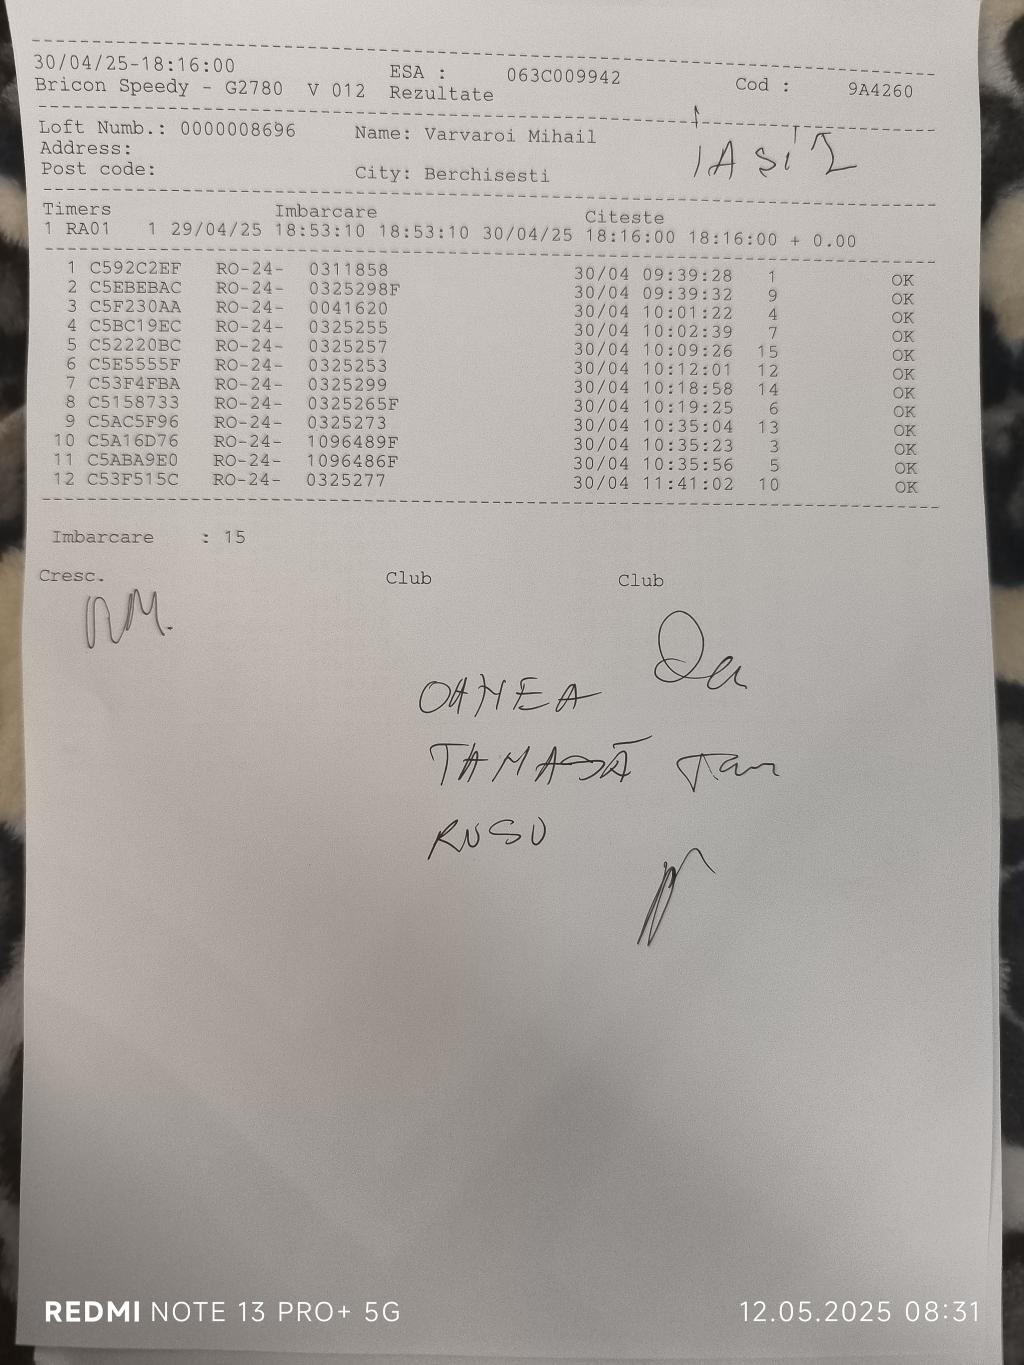 30/04/25-18:16:00 ESA : 063C009942 Cod : 9A4260
Bricon Speedy - G2780 V 012 Rezultate
Loft Numb.: 0000008696 Name: Varvaroi Mihail
IASI 2
Address:
Post code: City: Berchisesti
Timers Imbarcare Citeste
1 RA01 1 29/04/25 18:53:10 18:53:10 30/04/25 18:16:00 18:16:00 + 0.00
1 C592C2EF RO-24- 0311858 30/04 09:39:28 1 OK
2 C5EBEBAC RO-24- 0325298F 30/04 09:39:32 9 OK
3 C5F230AA RO-24- 0041620 30/04 10:01:22 4 OK
4 C5BC19EC RO-24- 0325255 30/04 10:02:39 7 OK
5 C52220BC RO-24- 0325257 30/04 10:09:26 15 OK
6 C5E5555F RO-24- 0325253 30/04 10:12:01 12 OK
7 C53F4FBA RO-24- 0325299 30/04 10:18:58 14 OK
8 C5158733 RO-24- 0325265F 30/04 10:19:25 6 OK
9 C5AC5F96 RO-24- 0325273 30/04 10:35:04 13 OK
10 C5A16D76 RO-24- 1096489F 30/04 10:35:23 3 OK
11 C5ABA9E0 RO-24- 1096486F 30/04 10:35:56 5 OK
12 C53F515C RO-24- 0325277 30/04 11:41:02 10 OK
Imbarcare : 15
Cresc. Club Club
OANEA
RUSU
REDMI NOTE 13 PRO+ 5G 12.05.2025 08:31